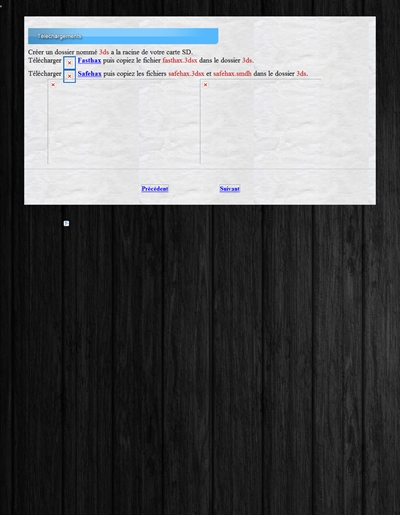 Téléchargements
Créer un dossier nommé 3ds a la racine de votre carte SD.
Télécharger Fasthax puis copiez le fichier fasthax.3dsx dans le dossier 3ds.
Télécharger Safehax puis copiez les fichiers safehax.3dsx et safehax.smdh dans le dossier 3ds.
Précédent Suivant